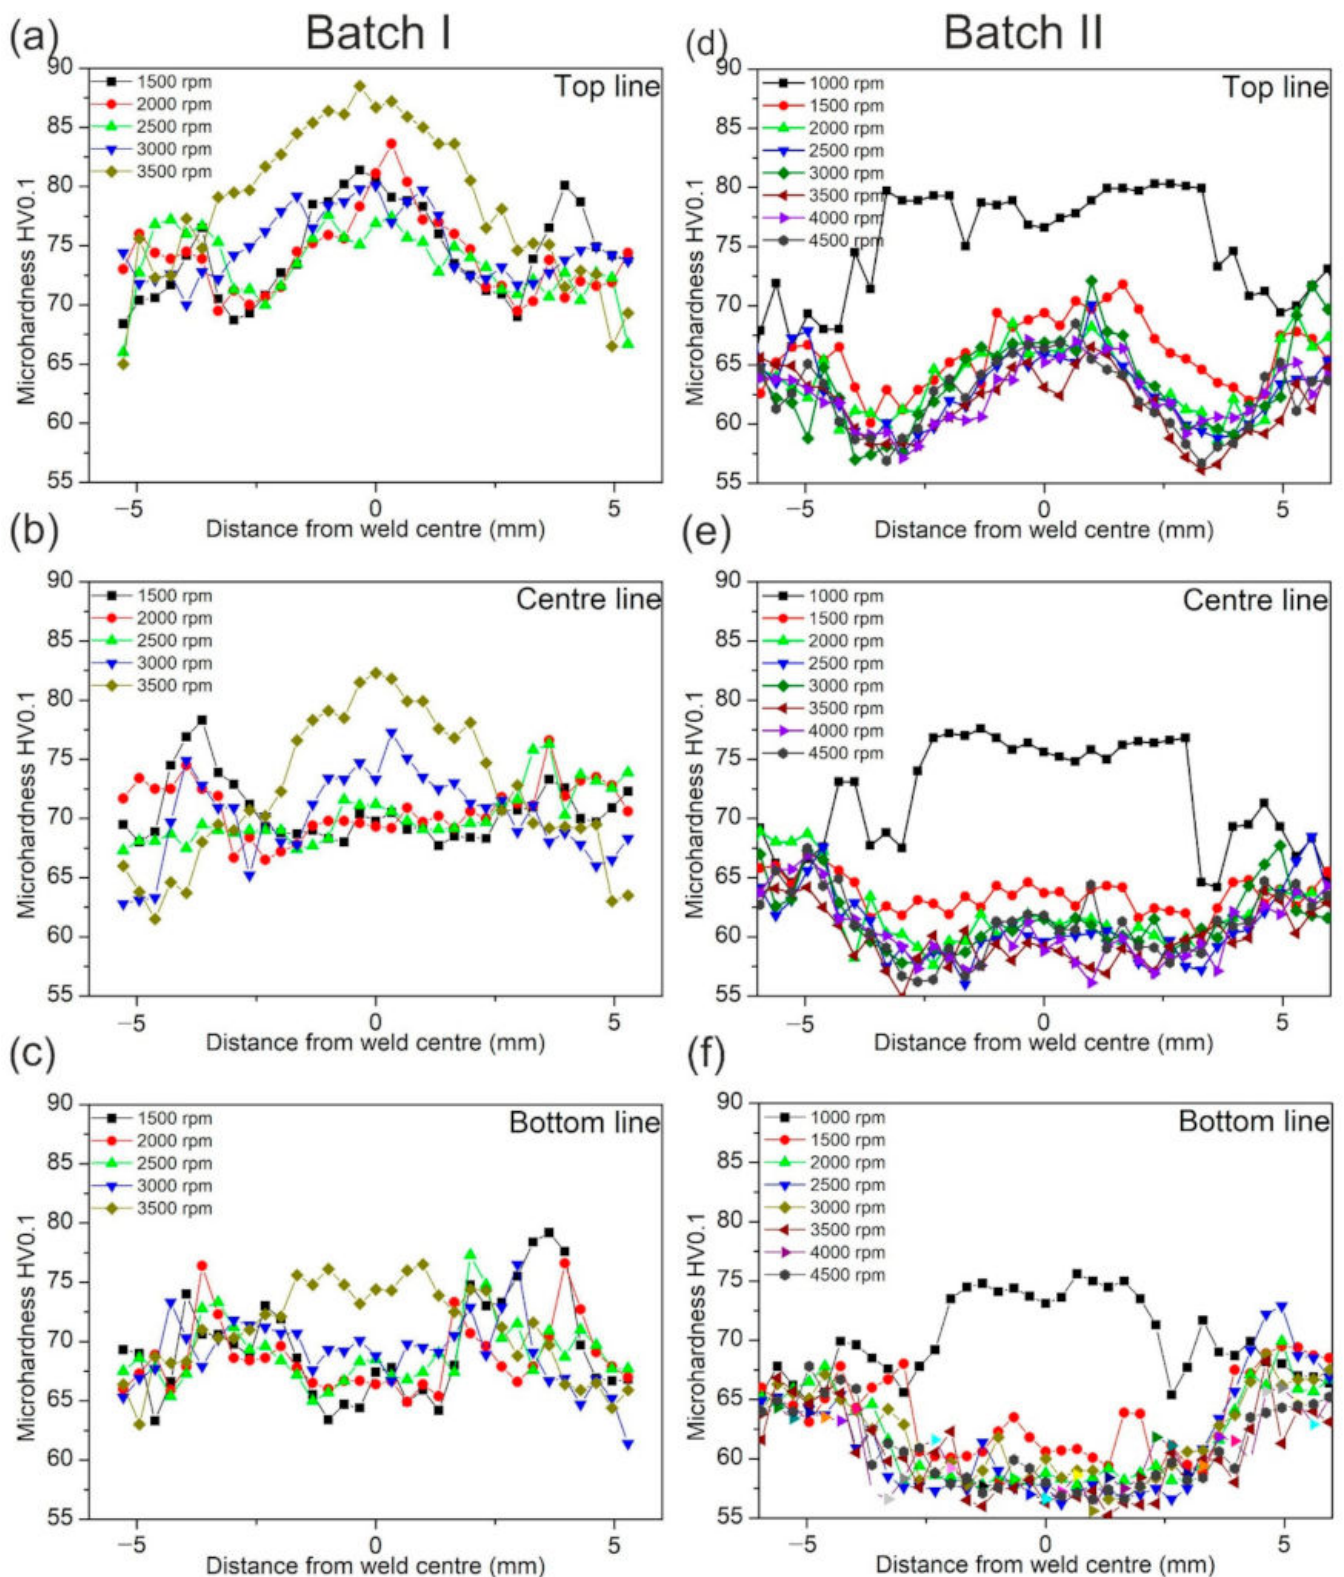 Batch I
Batch II
(a)
Top line
1500 rpm
2000 rpm
2500 rpm
3000 rpm
3500 rpm
90
85
80
75
70
65
60
55
Microhardness HV0.1
−5
0
5
Distance from weld centre (mm)
(d)
Top line
1000 rpm
1500 rpm
2000 rpm
2500 rpm
3000 rpm
3500 rpm
4000 rpm
4500 rpm
90
85
80
75
70
65
60
55
Microhardness HV0.1
−5
0
5
Distance from weld centre (mm)
(b)
Centre line
1500 rpm
2000 rpm
2500 rpm
3000 rpm
3500 rpm
90
85
80
75
70
65
60
55
Microhardness HV0.1
−5
0
5
Distance from weld centre (mm)
(e)
Centre line
1000 rpm
1500 rpm
2000 rpm
2500 rpm
3000 rpm
3500 rpm
4000 rpm
4500 rpm
90
85
80
75
70
65
60
55
Microhardness HV0.1
−5
0
5
Distance from weld centre (mm)
(c)
Bottom line
1500 rpm
2000 rpm
2500 rpm
3000 rpm
3500 rpm
90
85
80
75
70
65
60
55
Microhardness HV0.1
−5
0
5
Distance from weld centre (mm)
(f)
Bottom line
1000 rpm
1500 rpm
2000 rpm
2500 rpm
3000 rpm
3500 rpm
4000 rpm
4500 rpm
90
85
80
75
70
65
60
55
Microhardness HV0.1
−5
0
5
Distance from weld centre (mm)